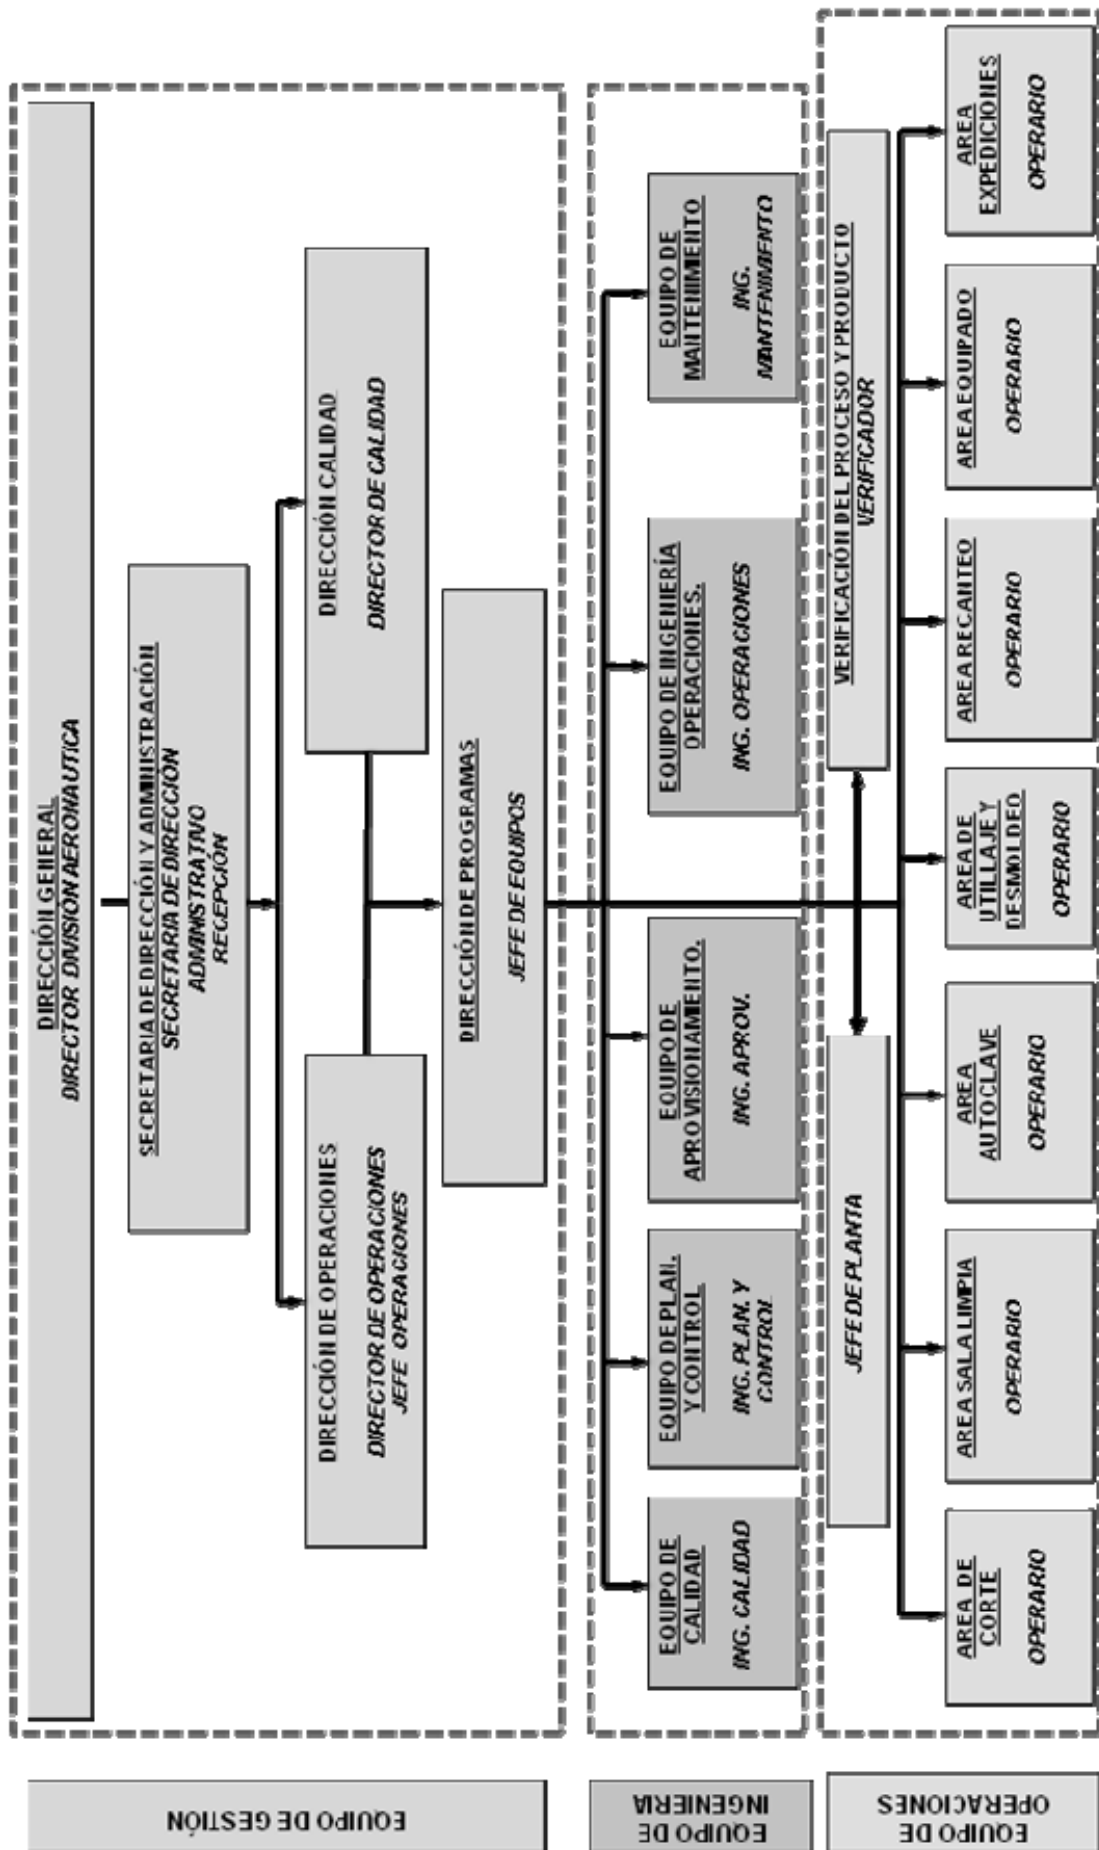 EQUIPO DE GESTIÓN
DIRECCIÓN GENERAL
DIRECTOR DIVISIÓN AERONAUTICA
SECRETARIA DE DIRECCIÓN Y ADMINISTRACIÓN
SECRETARIA DE DIRECCIÓN
ADMINISTRATIVO
RECEPCIÓN
DIRECCIÓN DE OPERACIONES
DIRECTOR DE OPERACIONES
JEFE OPERACIONES
DIRECCIÓN CALIDAD
DIRECTOR DE CALIDAD
DIRECCIÓN DE PROGRAMAS
JEFE DE EQUIPOS
EQUIPO DE
INGENIERIA
EQUIPO DE
CALIDAD
ING. CALIDAD
EQUIPO DE PLAN.
Y CONTROL
ING. PLAN. Y
CONTROL
EQUIPO DE
APROVISIONAMIENTO.
ING. APROV.
EQUIPO DE INGENIERÍA
OPERACIONES.
ING. OPERACIONES
EQUIPO DE
MANTENIMIENTO
ING.
MANTENIMIENTO
EQUIPO DE
OPERACIONES
JEFE DE PLANTA
VERIFICACIÓN DEL PROCESO Y PRODUCTO
VERIFICADOR
AREA DE
CORTE
OPERARIO
AREA SALA LIMPIA
OPERARIO
AREA
AUTOCLAVE
OPERARIO
AREA DE
UTILLAJE Y
DESMOLDEO
OPERARIO
AREA RECANTEO
OPERARIO
AREA EQUIPADO
OPERARIO
AREA
EXPEDICIONES
OPERARIO